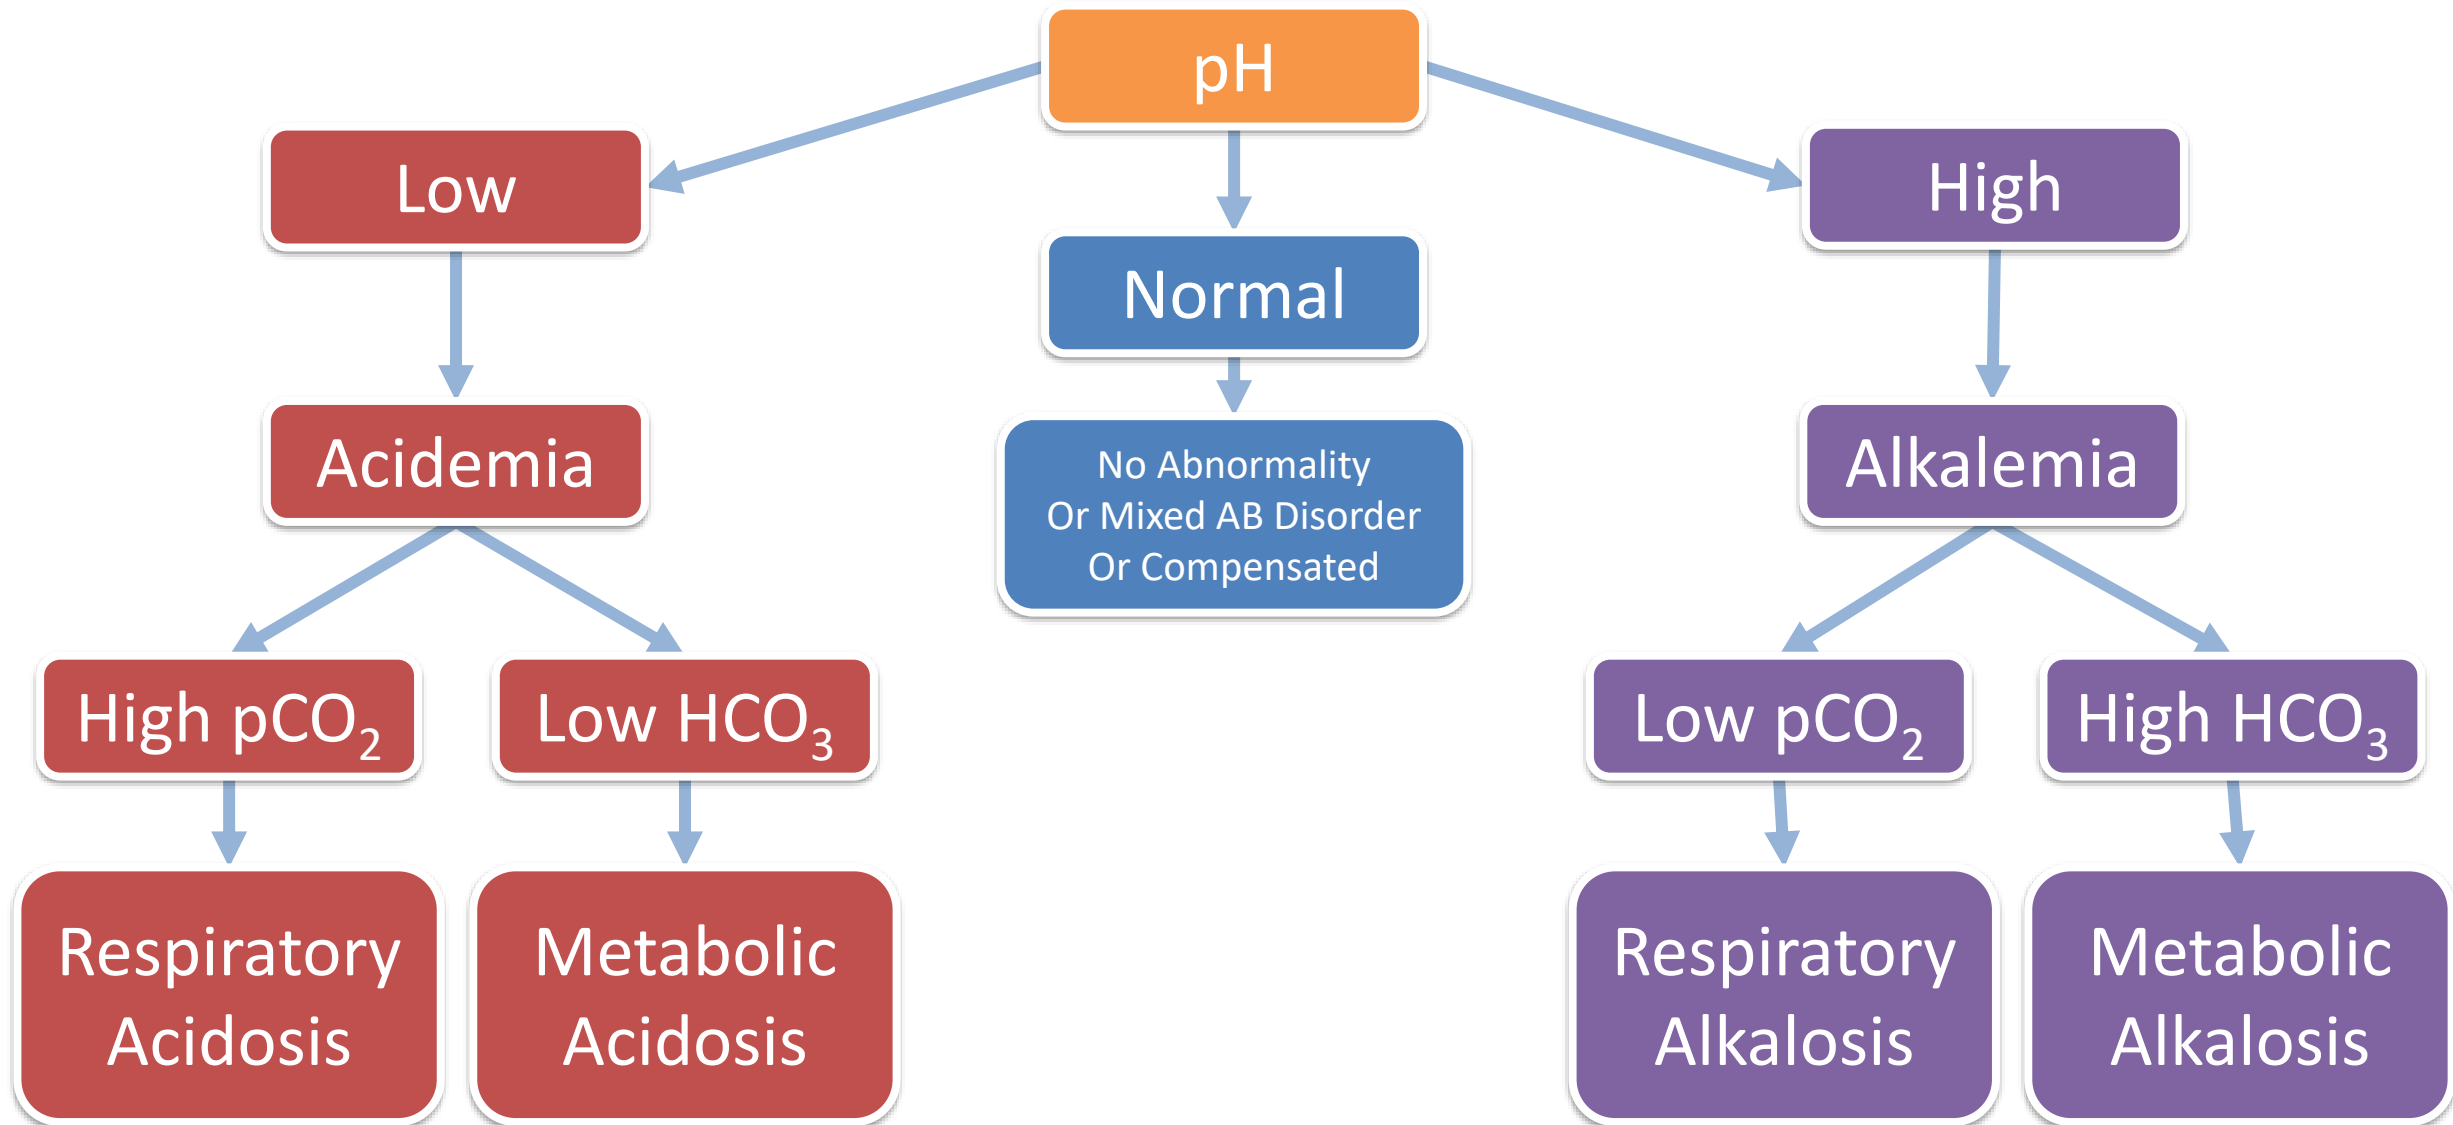 pH
Low
Normal
High
Acidemia
No Abnormality
Or Mixed AB Disorder
Or Compensated
Alkalemia
High pCO₂
Low HCO₃
Low pCO₂
High HCO₃
Respiratory
Acidosis
Metabolic
Acidosis
Respiratory
Alkalosis
Metabolic
Alkalosis